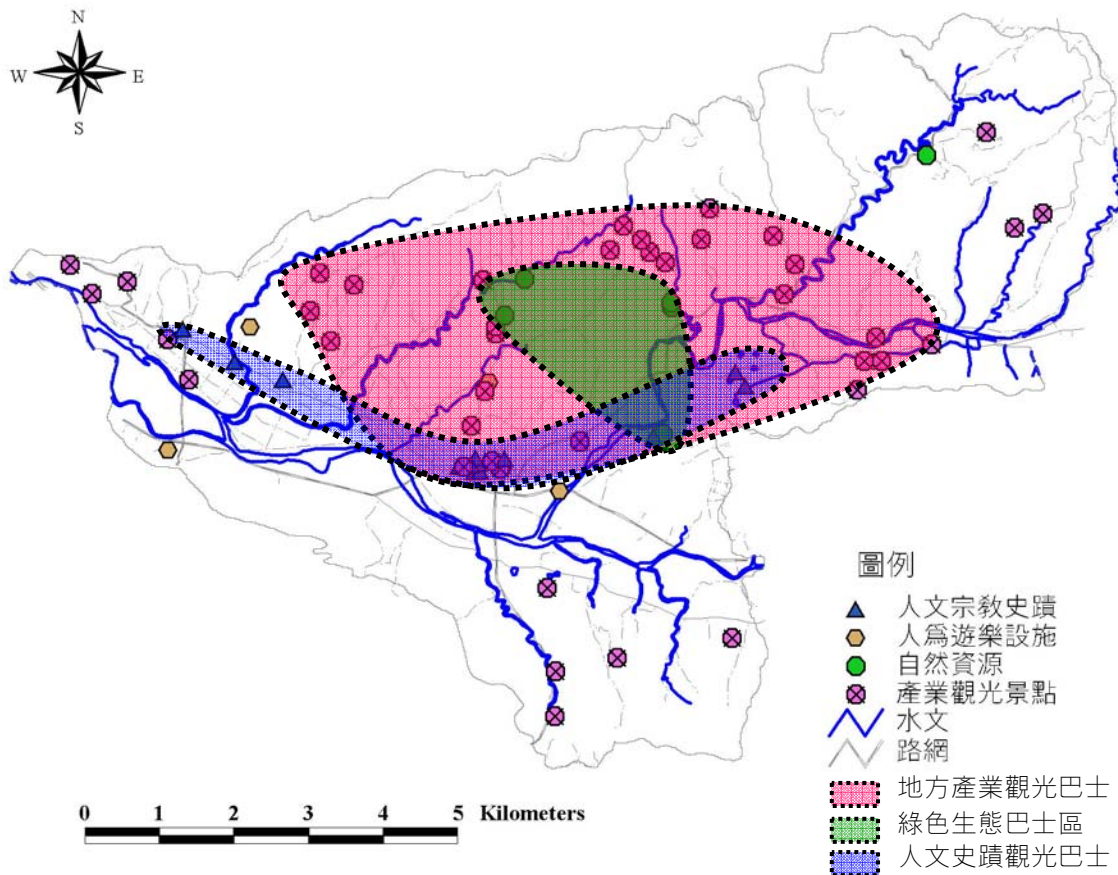 N
W E
S
圖例
人文宗教史蹟
人為遊樂設施
自然資源
產業觀光景點
水文
路網
地方產業觀光巴士
綠色生態巴士區
人文史蹟觀光巴士
0 1 2 3 4 5 Kilometers